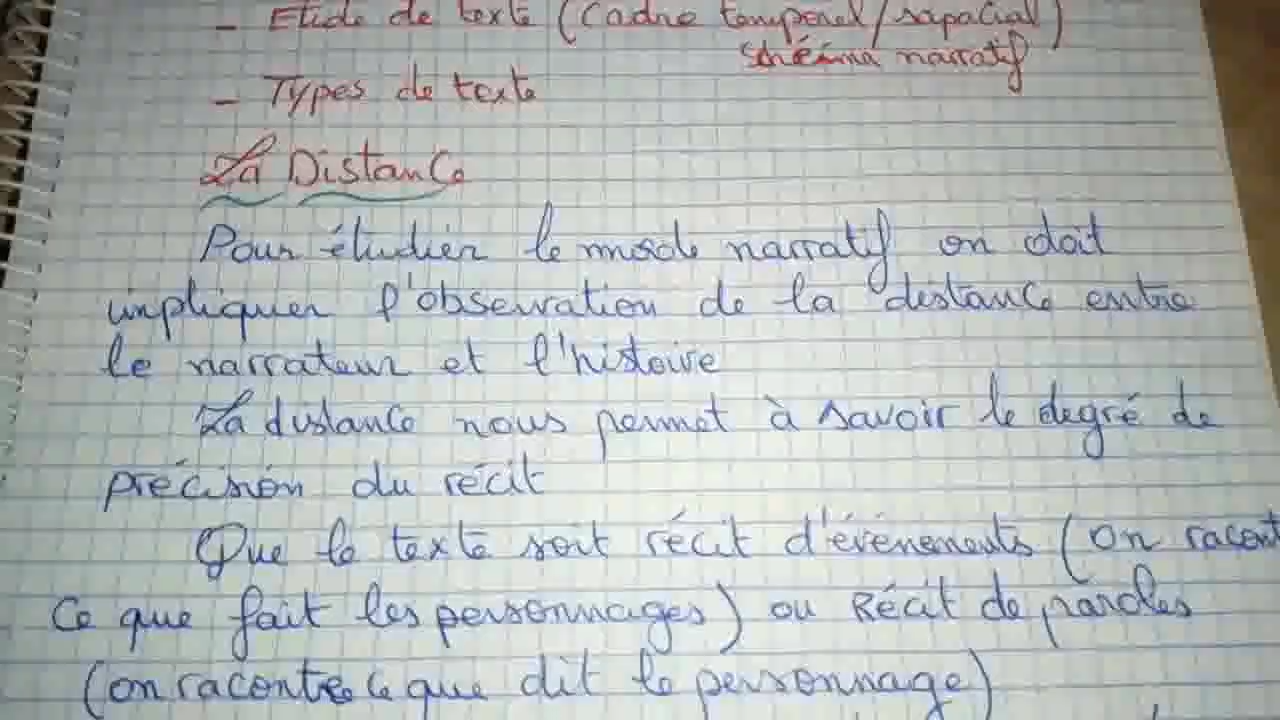 - Etude de texte (Cadre temporel/sapacial)
schéma narratif
- Types de texte
La Distance
Pour étudier le mode narratif on doit
impliquer l'observation de la distance entre
le narrateur et l'histoire
La distance nous permet à savoir le degré de
précision du récit
Que le texte soit récit d'événements (on racont
ce que fait les personnages) ou Récit de paroles
(on raconte ce que dit le personnage)